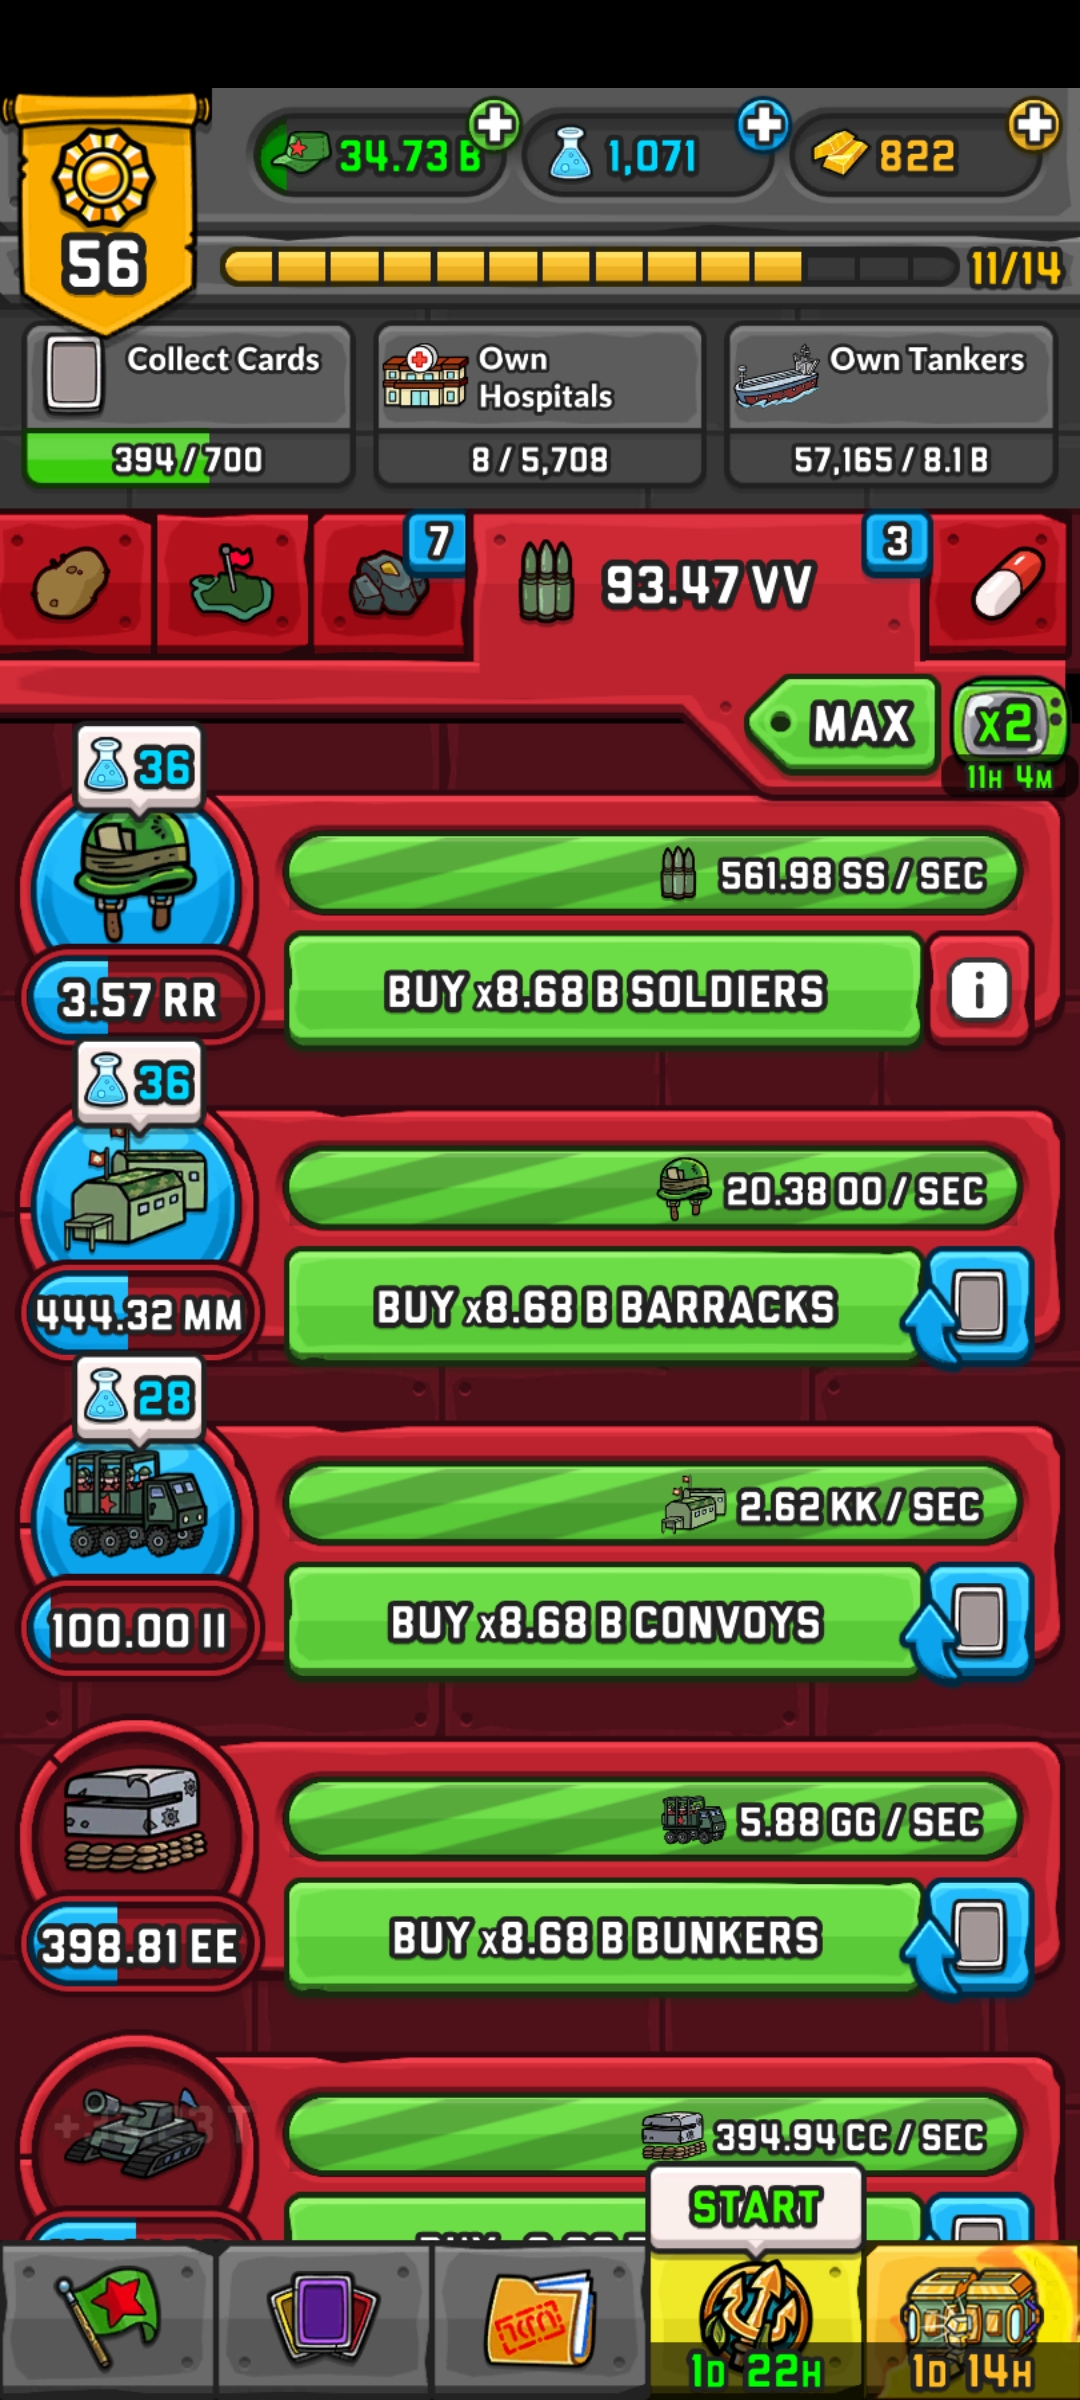 56
34.73 B
1,071
822
11/14
Collect Cards
394 / 700
Own
Hospitals
8 / 5,708
Own Tankers
57,165 / 8.1 B
7
93.47 VV
3
MAX
x2
11H 4M
36
561.98 SS / SEC
3.57 RR
BUY x8.68 B SOLDIERS
i
36
20.38 OO / SEC
444.32 MM
BUY x8.68 B BARRACKS
28
2.62 KK / SEC
100.00 II
BUY x8.68 B CONVOYS
5.88 GG / SEC
398.81 EE
BUY x8.68 B BUNKERS
394.94 CC / SEC
START
1D 22H
1D 14H